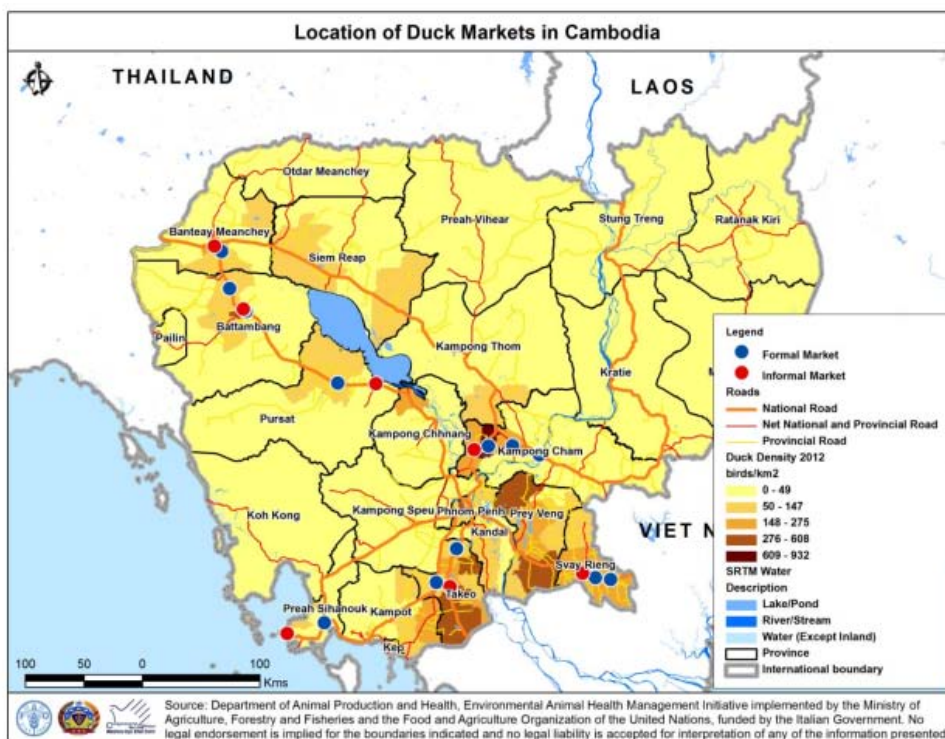 Location of Duck Markets in Cambodia
THAILAND
LAOS
Otdar Meanchey
Preah-Vihear
Stung Treng
Ratanak Kiri
Banteay Meanchey
Siem Reap
Pailin
Battambang
Kampong Thom
Kratie
M
Pursat
Kampong Chhnang
Kampong Cham
Koh Kong
Kampong Speu
Phnom Penh
Prey Veng
Kandal
VIET N
Svay Rieng
Takeo
Preah Sihanouk
Kampot
Kep
Legend
Formal Market
Informal Market
Roads
National Road
Net National and Provincial Road
Provincial Road
Duck Density 2012
birds/km2
0 - 49
50 - 147
148 - 275
276 - 608
609 - 932
SRTM Water
Description
Lake/Pond
River/Stream
Water (Except Inland)
Province
International boundary
100 50 0 100
Kms
Source: Department of Animal Production and Health, Environmental Animal Health Management Initiative implemented by the Ministry of
Agriculture, Forestry and Fisheries and the Food and Agriculture Organization of the United Nations, funded by the Italian Government. No
legal endorsement is implied for the boundaries indicated and no legal liability is accepted for interpretation of any of the information presented